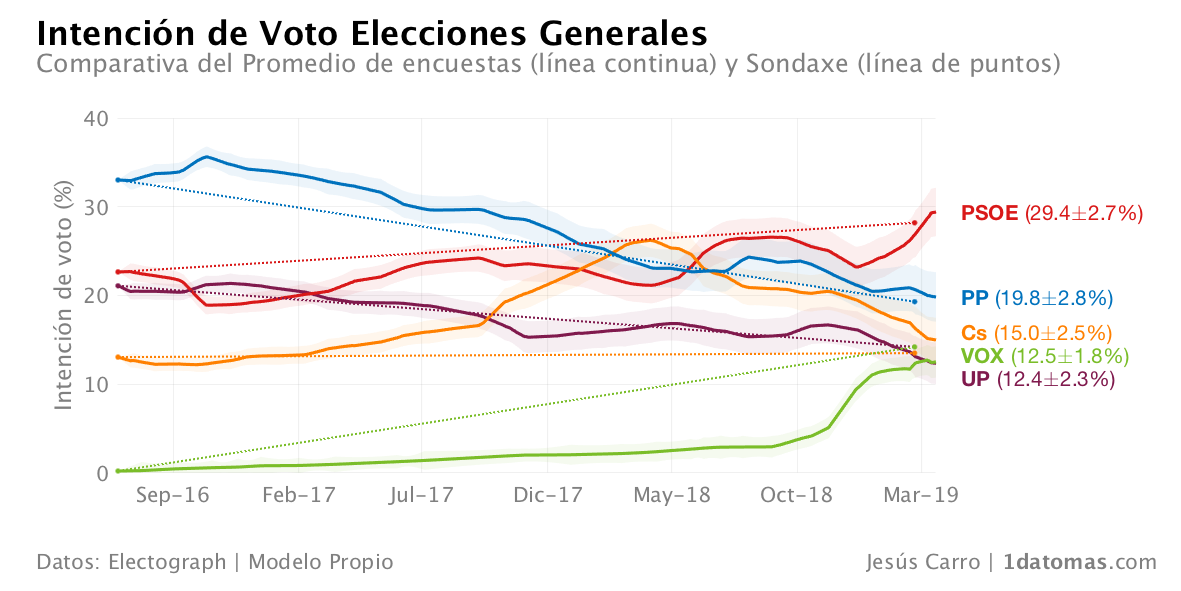 Intención de Voto Elecciones Generales
Comparativa del Promedio de encuestas (línea continua) y Sondaxe (línea de puntos)
Intención de voto (%)
40
30
20
10
0
Sep-16
Feb-17
Jul-17
Dic-17
May-18
Oct-18
Mar-19
PSOE (29.4±2.7%)
PP (19.8±2.8%)
Cs (15.0±2.5%)
VOX (12.5±1.8%)
UP (12.4±2.3%)
Datos: Electograph | Modelo Propio
Jesús Carro | 1datomas.com